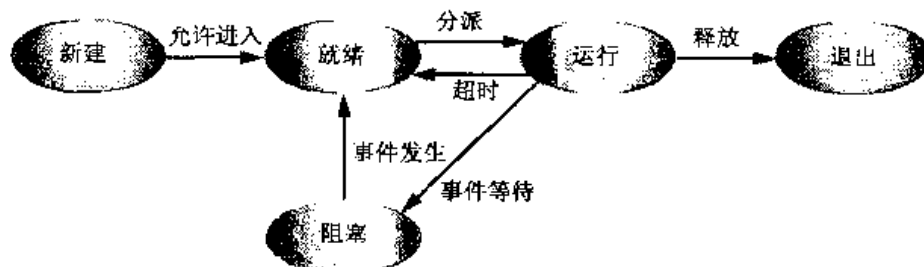 新建
允许进入
就绪
分派
超时
运行
释放
退出
事件发生
事件等待
阻塞